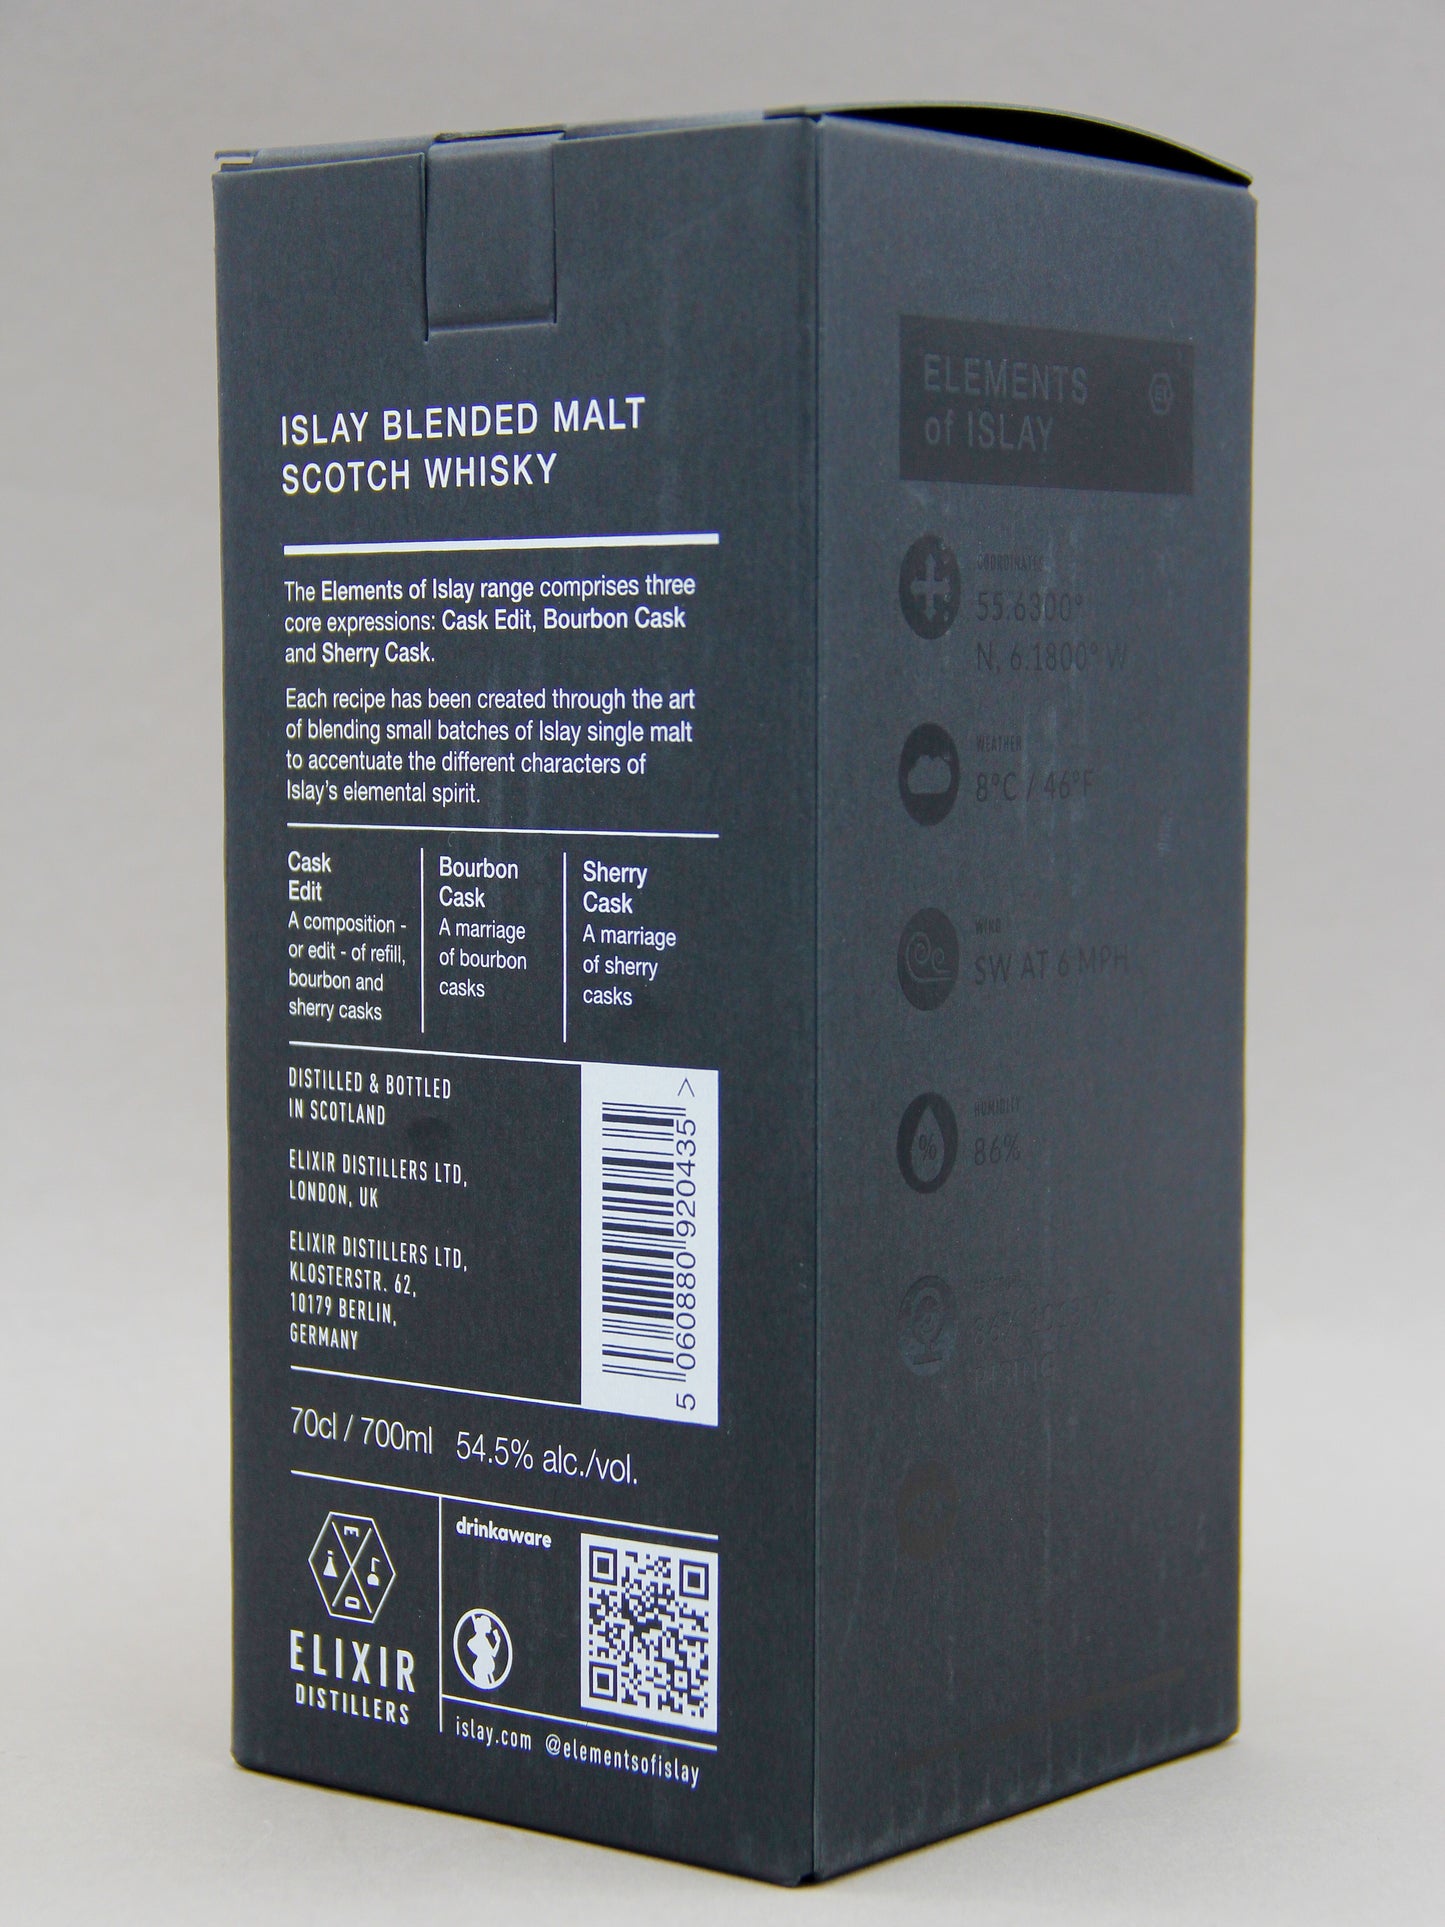 ISLAY BLENDED MALT
SCOTCH WHISKY
The Elements of Islay range comprises three
core expressions: Cask Edit, Bourbon Cask
and Sherry Cask.
Each recipe has been created through the art
of blending small batches of Islay single malt
to accentuate the different characters of
Islay's elemental spirit.
Cask
Edit
A composition -
or edit - of refill,
bourbon and
sherry casks
Bourbon
Cask
A marriage
of bourbon
casks
Sherry
Cask
A marriage
of sherry
casks
DISTILLED & BOTTLED
IN SCOTLAND
ELIXIR DISTILLERS LTD,
LONDON, UK
ELIXIR DISTILLERS LTD,
KLOSTERSTR. 62,
10179 BERLIN,
GERMANY
5 060880 920435 >
70cl / 700ml 54.5% alc./vol.
E
D
ELIXIR
DISTILLERS
drinkaware
islay.com @elementsofislay
ELEMENTS
of ISLAY
EI
COORDINATES
55.6300°
N, 6.1800° W
WEATHER
8°C / 46°F
WIND
SW AT 6 MPH
HUMIDITY
%
86%